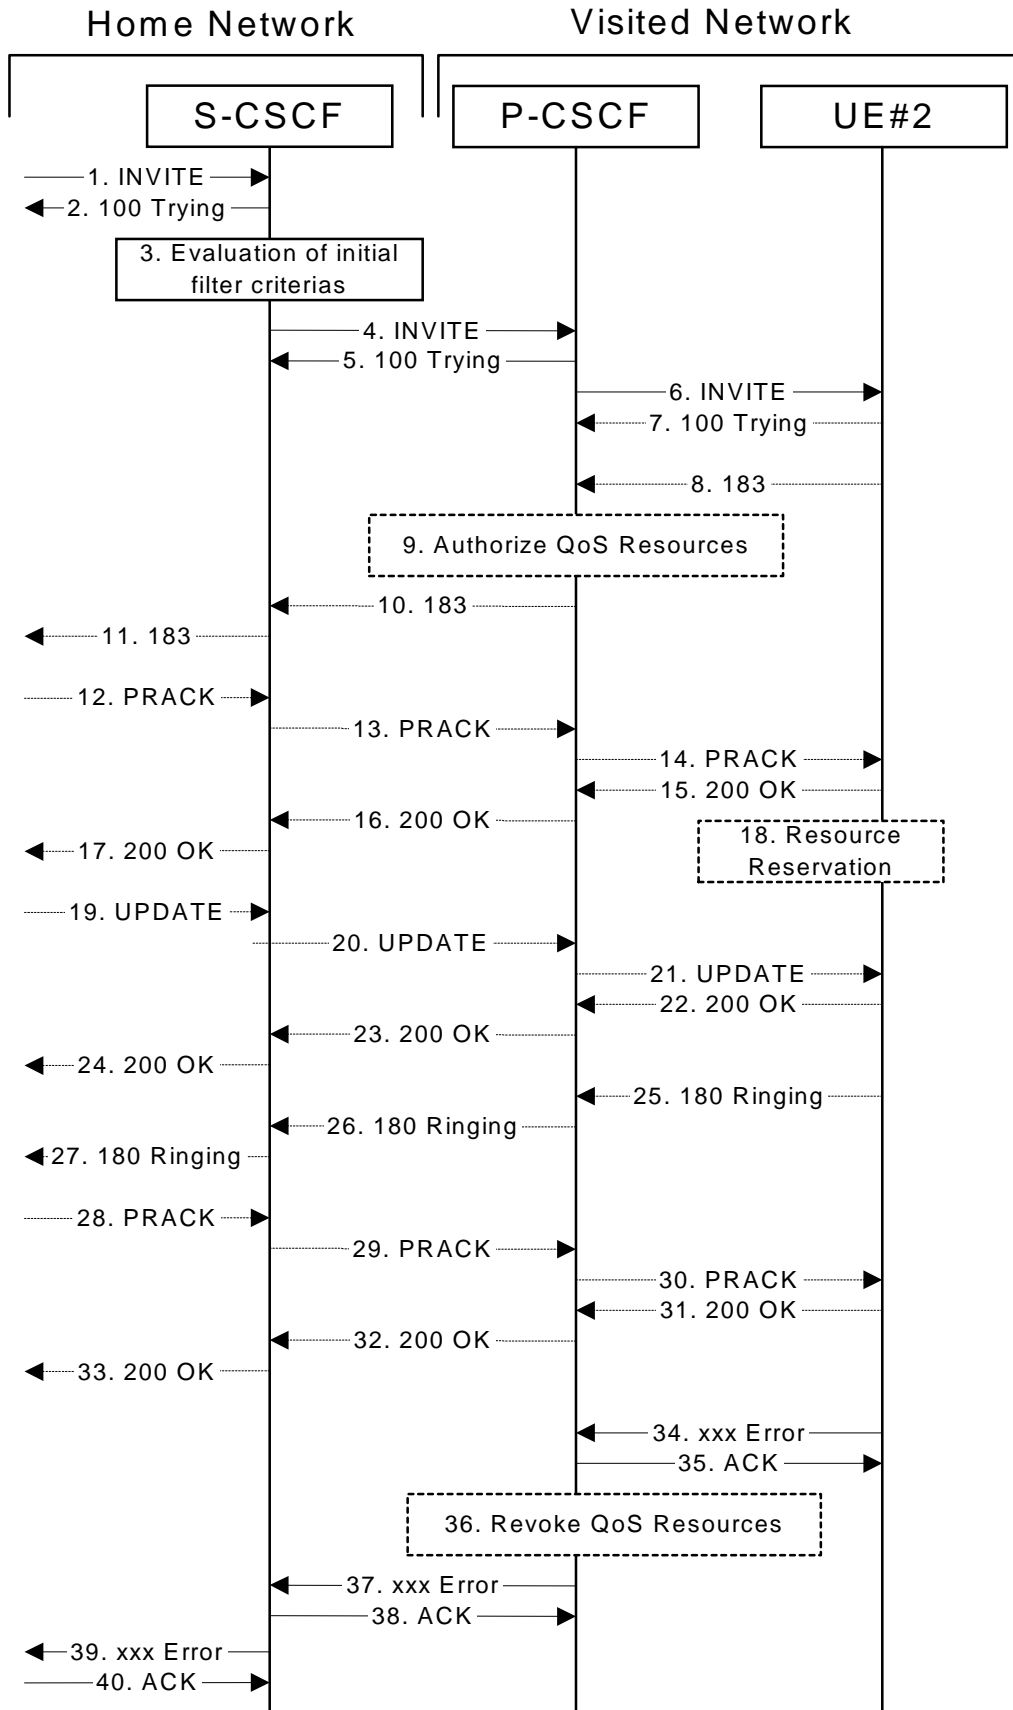 Home Network
Visited Network
S-CSCF
P-CSCF
UE#2
1. INVITE
2. 100 Trying
3. Evaluation of initial
filter criterias
4. INVITE
5. 100 Trying
6. INVITE
7. 100 Trying
8. 183
9. Authorize QoS Resources
10. 183
11. 183
12. PRACK
13. PRACK
14. PRACK
15. 200 OK
16. 200 OK
17. 200 OK
18. Resource
Reservation
19. UPDATE
20. UPDATE
21. UPDATE
22. 200 OK
23. 200 OK
24. 200 OK
25. 180 Ringing
26. 180 Ringing
27. 180 Ringing
28. PRACK
29. PRACK
30. PRACK
31. 200 OK
32. 200 OK
33. 200 OK
34. xxx Error
35. ACK
36. Revoke QoS Resources
37. xxx Error
38. ACK
39. xxx Error
40. ACK